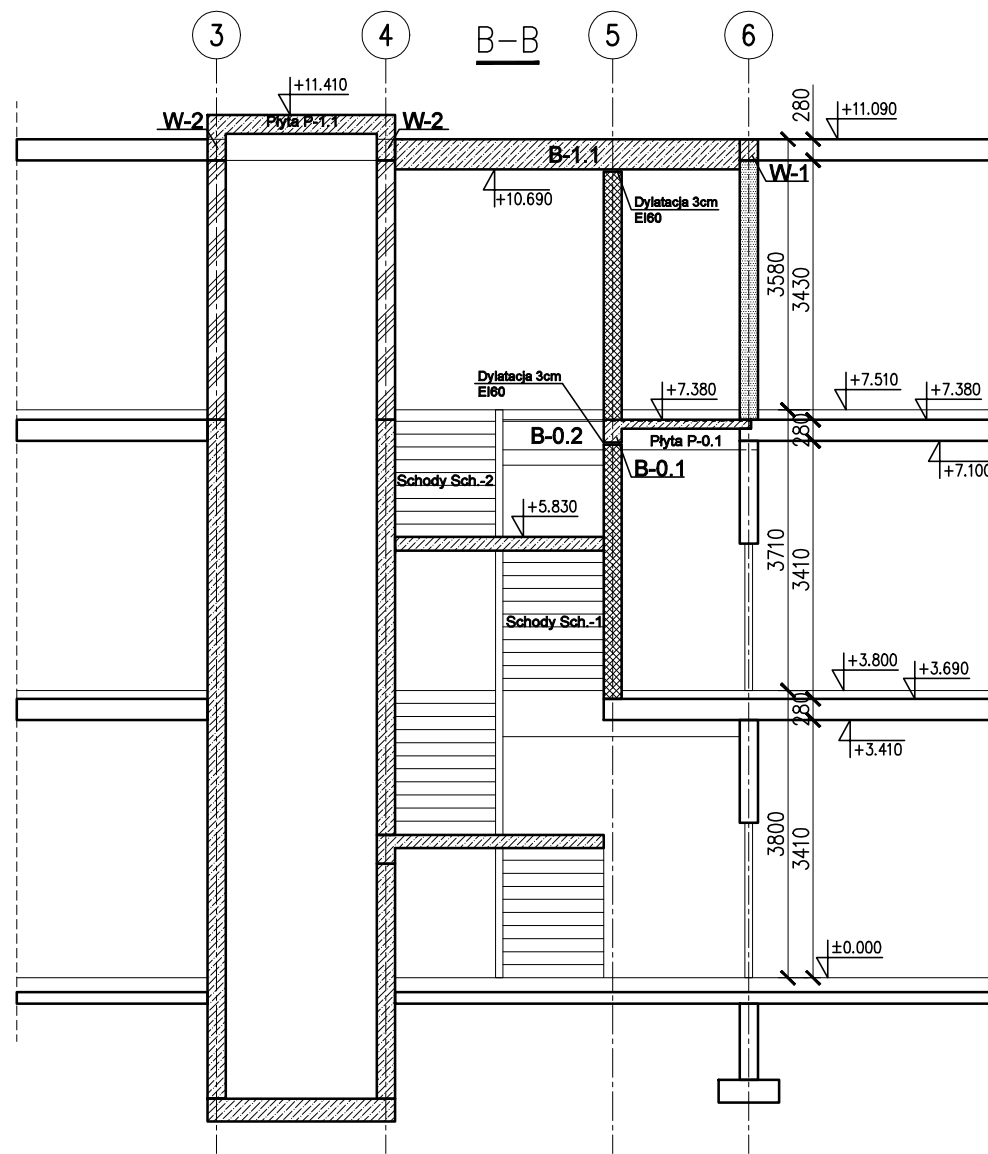 3
4
B-B
5
6
+11.410
280
+11.090
W-2
Płyta P-1.1
W-2
B-1.1
W-1
+10.690
Dylatacja 3cm
EI60
3580
3430
Dylatacja 3cm
EI60
+7.380
+7.510
+7.380
280
B-0.2
Płyta P-0.1
B-0.1
+7.100
Schody Sch.-2
+5.830
3710
3410
Schody Sch.-1
+3.800
+3.690
280
+3.410
3800
3410
±0.000